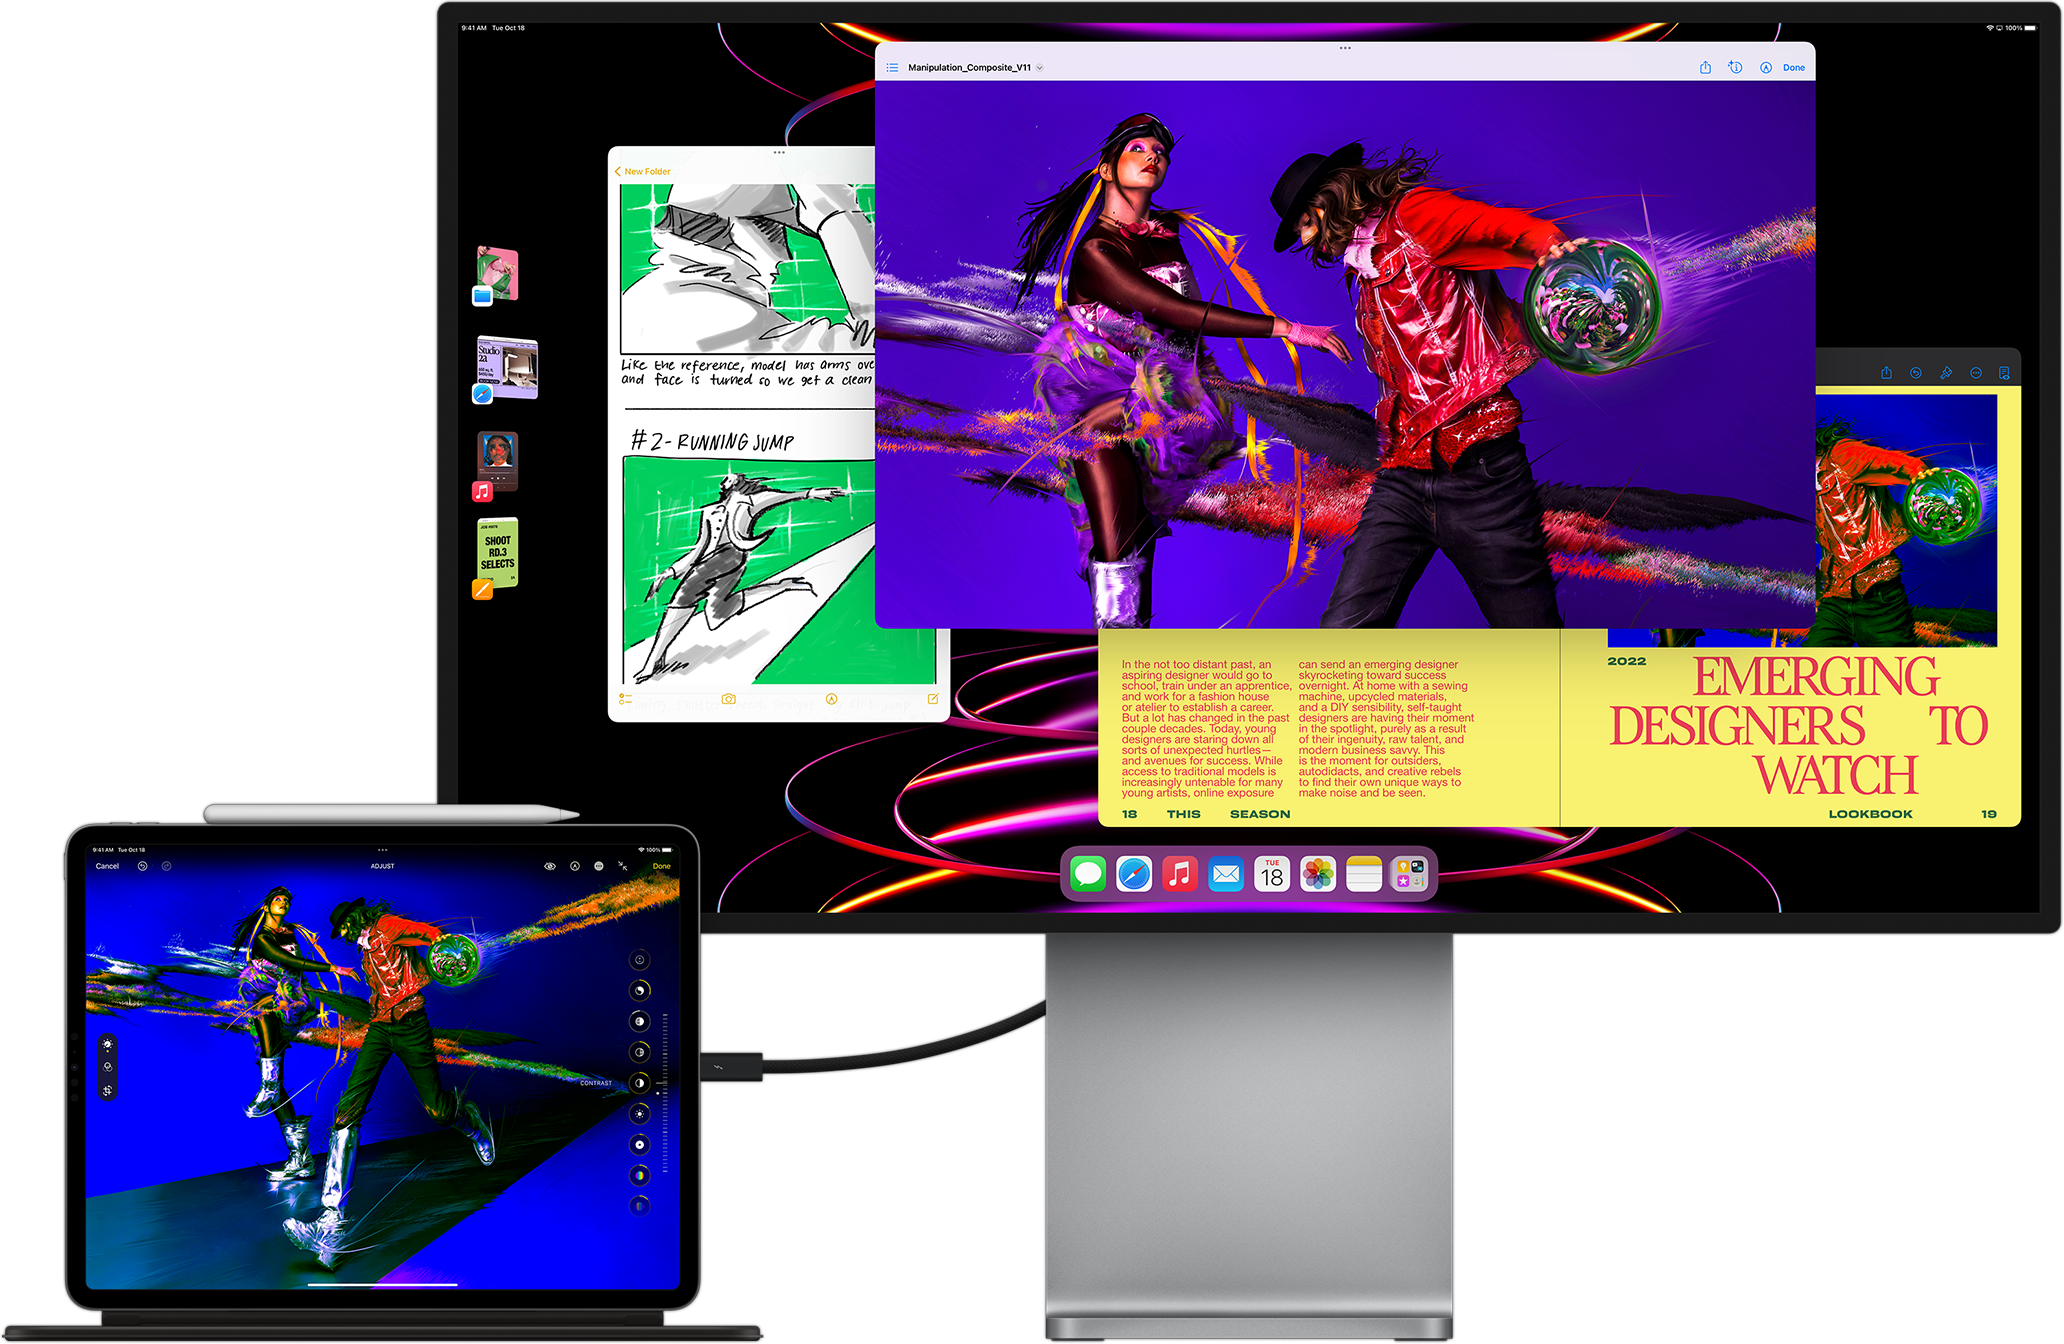 9:41 AM Tue Oct 18
100%
Manipulation_Composite_V11
Done
New Folder
Like the reference, model has arms
and face is turned so we get a clean
#2 - RUNNING JUMP
Studio
2a
SHOOT
RD.3
SELECTS
In the not too distant past, an
aspiring designer would go to
school, train under an apprentice,
and work for a fashion house
or atelier to establish a career.
But a lot has changed in the past
couple decades. Today, young
designers are staring down all
sorts of unexpected hurtles—
and avenues for success. While
access to traditional models is
increasingly untenable for many
young artists, online exposure
can send an emerging designer
skyrocketing toward success
overnight. At home with a sewing
machine, upcycled materials,
and a DIY sensibility, self-taught
designers are having their moment
in the spotlight, purely as a result
of their ingenuity, raw talent, and
modern business savvy. This
is the moment for outsiders,
autodidacts, and creative rebels
to find their own unique ways to
make noise and be seen.
18 THIS SEASON
2022
EMERGING
DESIGNERS TO
WATCH
LOOKBOOK 19
TUE
18
9:41 AM Tue Oct 18
100%
Cancel
ADJUST
Done
CONTRAST